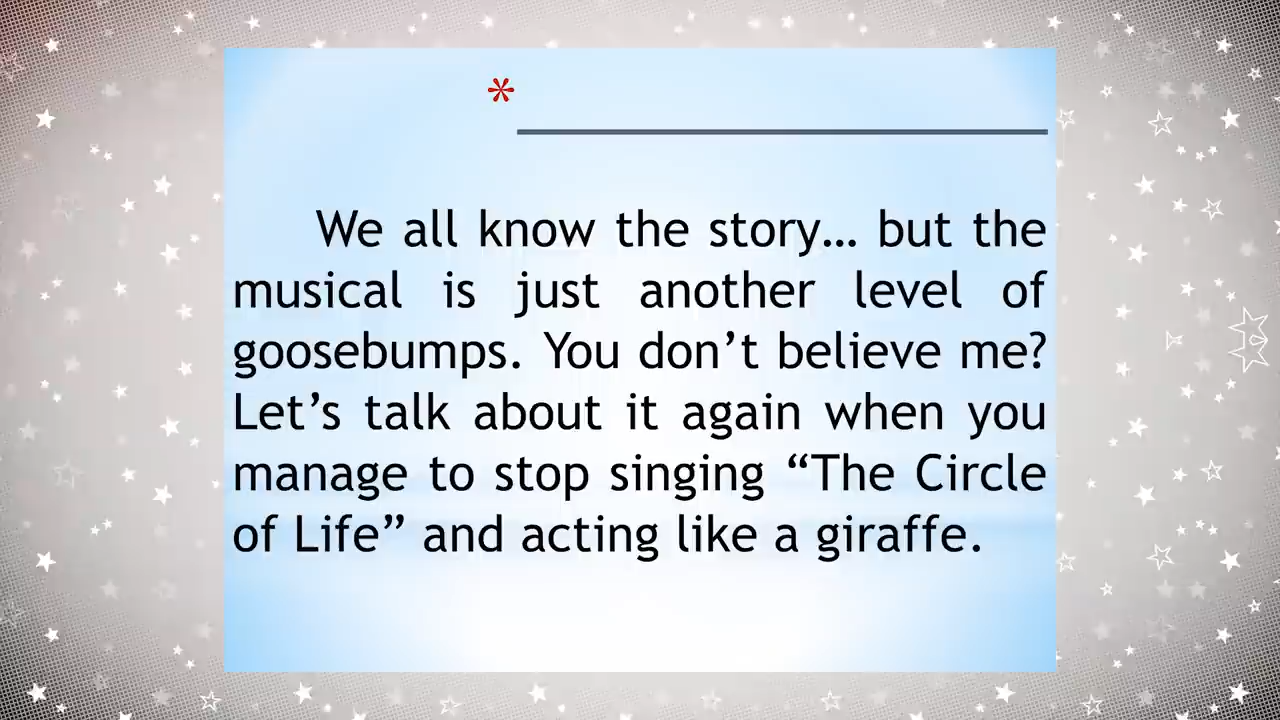 *
We all know the story… but the
musical is just another level of
goosebumps. You don’t believe me?
Let’s talk about it again when you
manage to stop singing “The Circle
of Life” and acting like a giraffe.